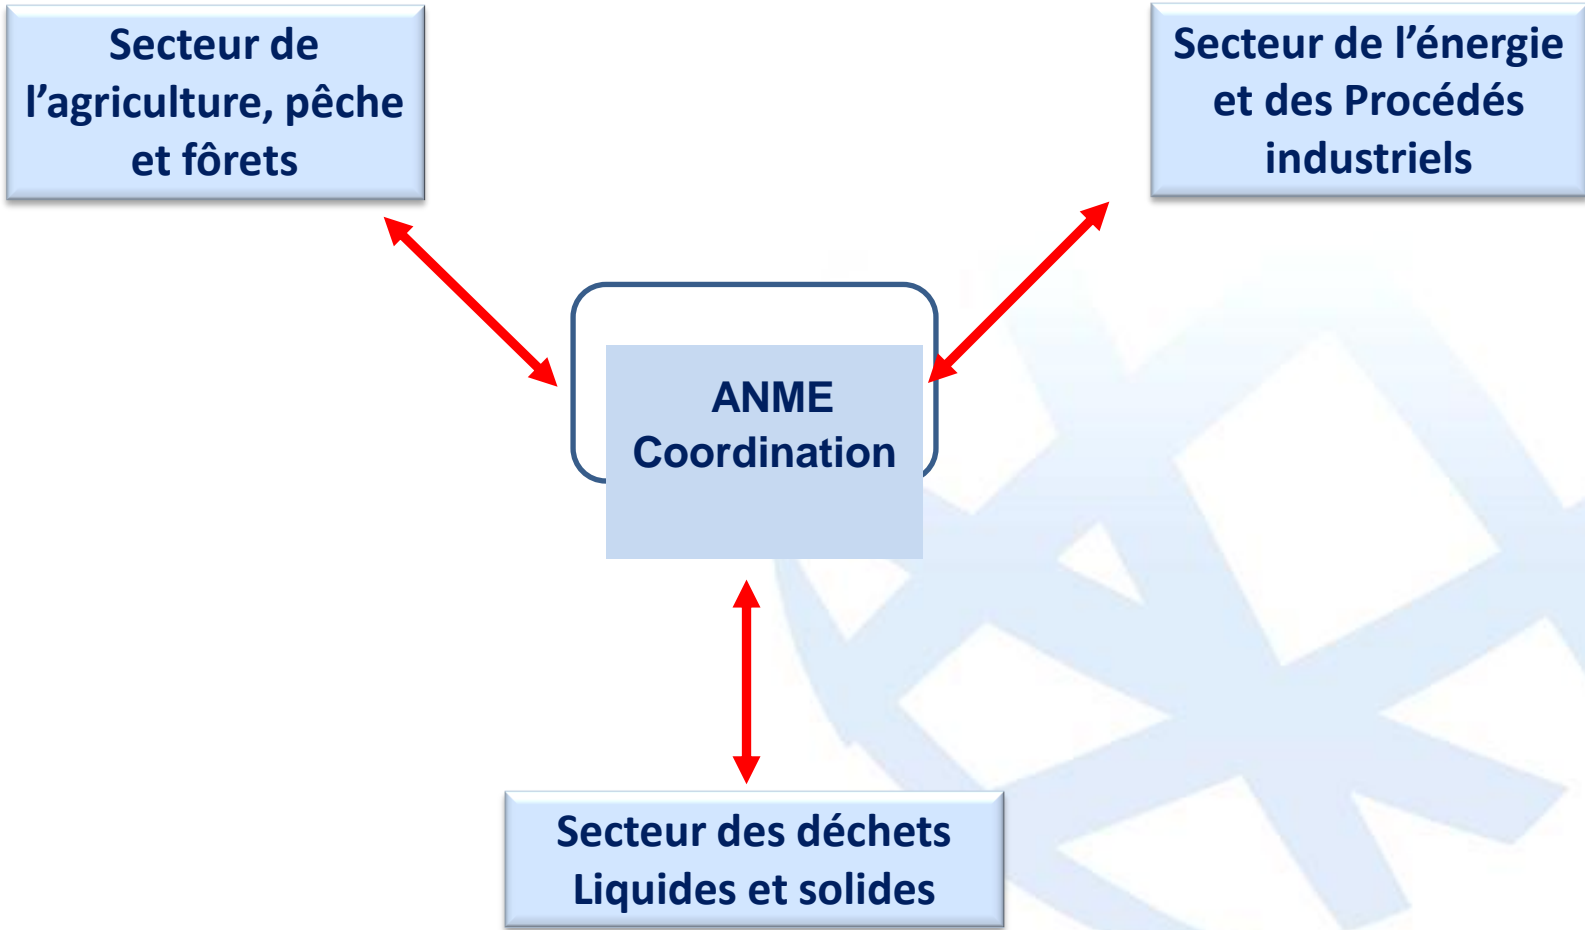 Secteur de
l’agriculture, pêche
et fôrets
Secteur de l’énergie
et des Procédés
industriels
ANME
Coordination
Secteur des déchets
Liquides et solides